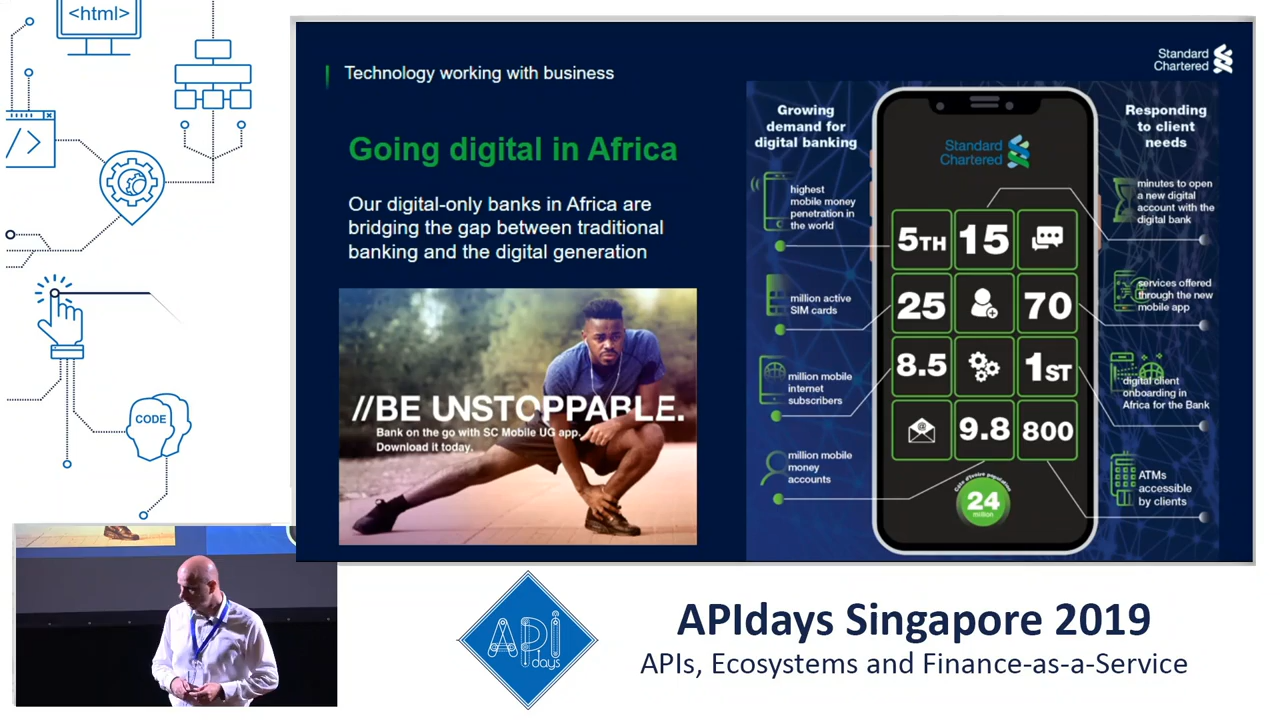 <html>
/>
CODE
Technology working with business
Standard
Chartered
Going digital in Africa
Our digital-only banks in Africa are
bridging the gap between traditional
banking and the digital generation
//BE UNSTOPPABLE.
Bank on the go with SC Mobile UG app.
Download it today.
Growing
demand for
digital banking
highest
mobile money
penetration in
the world
million active
SIM cards
million mobile
internet
subscribers
million mobile
money
accounts
Standard
Chartered
5TH 15
25 70
8.5 1ST
9.8 800
Côte d'Ivoire population
24
million
Responding
to client
needs
minutes to open
a new digital
account with the
digital bank
services offered
through the new
mobile app
digital client
onboarding in
Africa for the Bank
ATMs
accessible
by clients
API
days
APIdays Singapore 2019
APIs, Ecosystems and Finance-as-a-Service